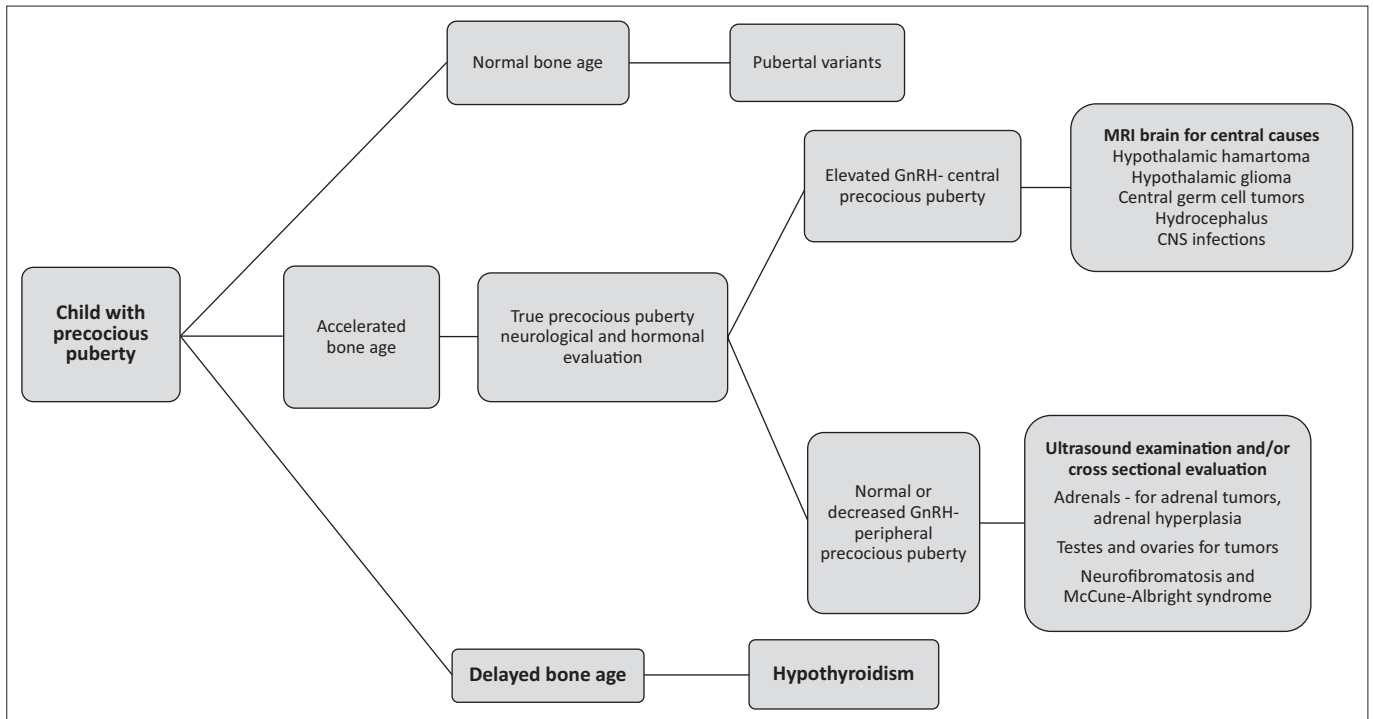 Child with
precocious
puberty
Normal bone age
Pubertal variants
Accelerated
bone age
True precocious puberty
neurological and hormonal
evaluation
Elevated GnRH- central
precocious puberty
MRI brain for central causes
Hypothalamic hamartoma
Hypothalamic glioma
Central germ cell tumors
Hydrocephalus
CNS infections
Normal or
decreased GnRH-
peripheral
precocious puberty
Ultrasound examination and/or
cross sectional evaluation
Adrenals - for adrenal tumors,
adrenal hyperplasia
Testes and ovaries for tumors
Neurofibromatosis and
McCune-Albright syndrome
Delayed bone age
Hypothyroidism